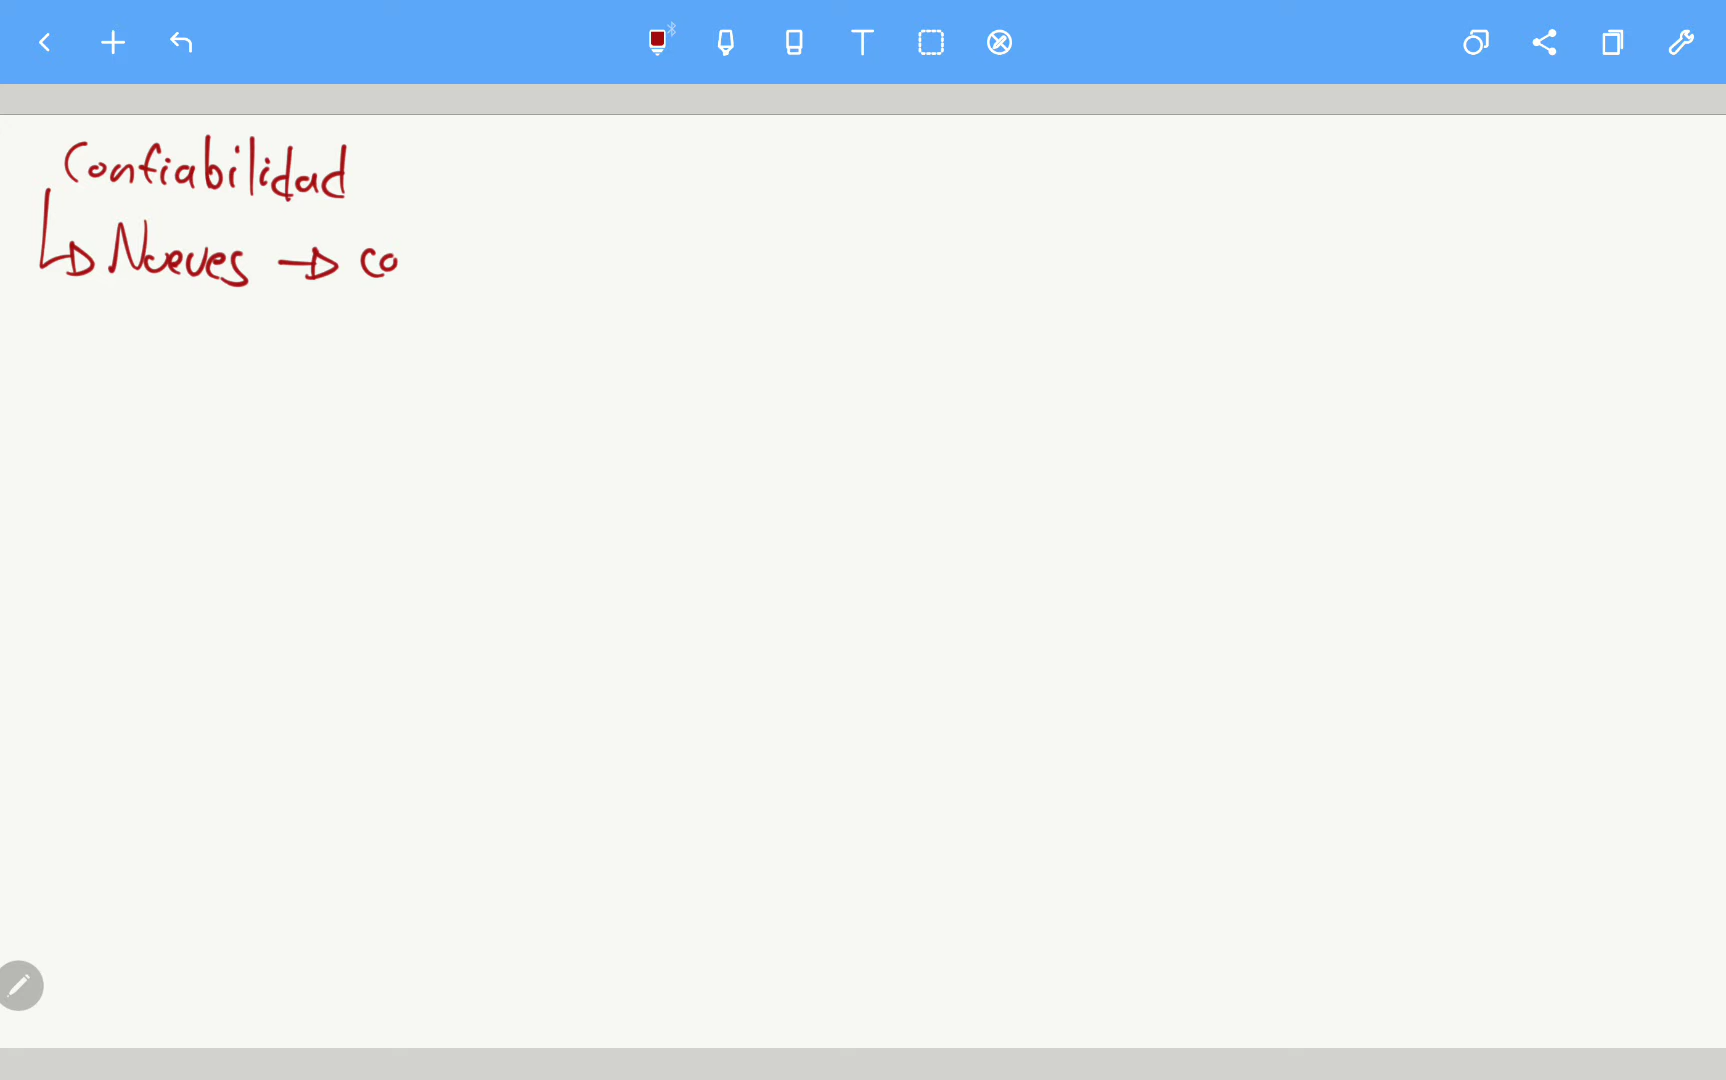 Confiabilidad
↳ Nueves → co